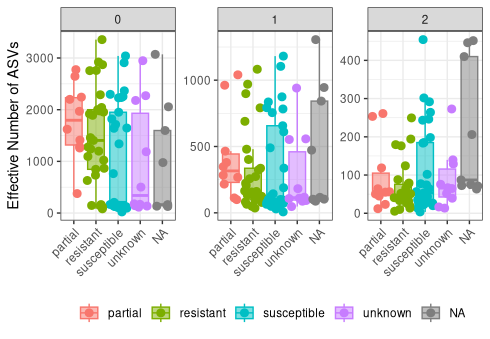 0 1 2
Effective Number of ASVs
3000
2000
1000
0
1000
500
0
400
300
200
100
0
partial resistant susceptible unknown NA
partial resistant susceptible unknown NA
partial resistant susceptible unknown NA
partial resistant susceptible unknown NA